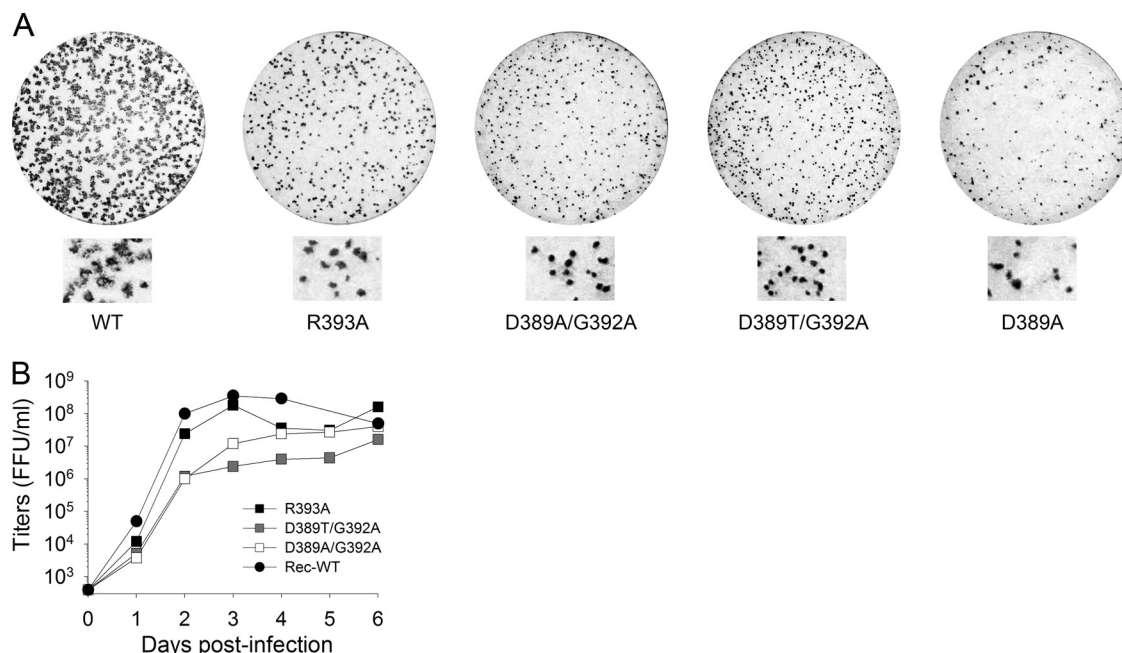 A
WT
R393A
D389A/G392A
D389T/G392A
D389A
B
Titers (FFU/ml)
10⁹
10⁸
10⁷
10⁶
10⁵
10⁴
10³
R393A
D389T/G392A
D389A/G392A
Rec-WT
0 1 2 3 4 5 6
Days post-infection